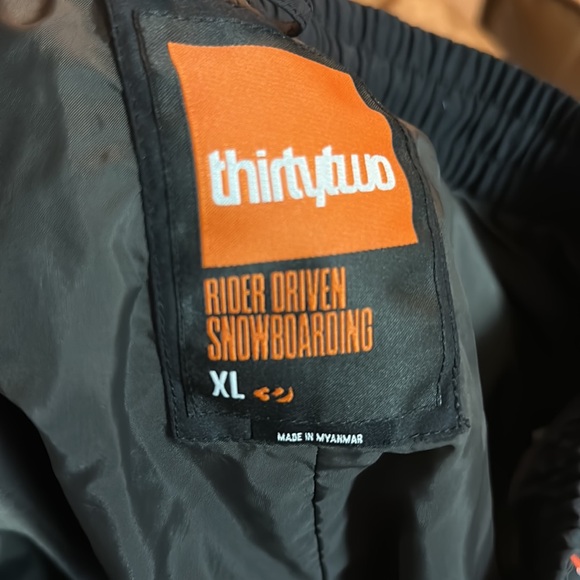 thirtytwo
RIDER DRIVEN
SNOWBOARDING
XL
MADE IN MYANMAR